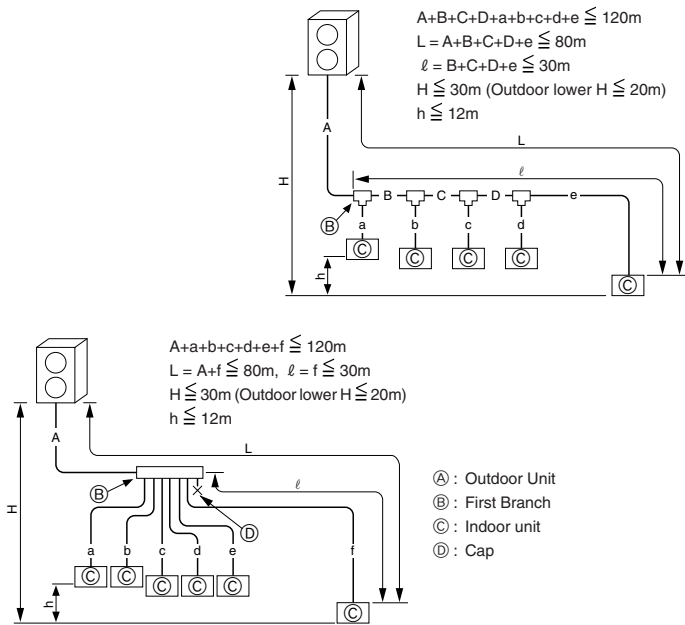 A+B+C+D+a+b+c+d+e ≦ 120m
L = A+B+C+D+e ≦ 80m
ℓ = B+C+D+e ≦ 30m
H ≦ 30m (Outdoor lower H ≦ 20m)
h ≦ 12m
A
L
H
ℓ
B C D e
Ⓑ
a b c d
Ⓒ Ⓒ Ⓒ Ⓒ
h
Ⓒ
A+a+b+c+d+e+f ≦ 120m
L = A+f ≦ 80m, ℓ = f ≦ 30m
H ≦ 30m (Outdoor lower H ≦ 20m)
h ≦ 12m
A
L
H
Ⓑ
ℓ
Ⓓ
a b c d e f
Ⓒ Ⓒ Ⓒ Ⓒ Ⓒ
h
Ⓒ
Ⓐ : Outdoor Unit
Ⓑ : First Branch
Ⓒ : Indoor unit
Ⓓ : Cap